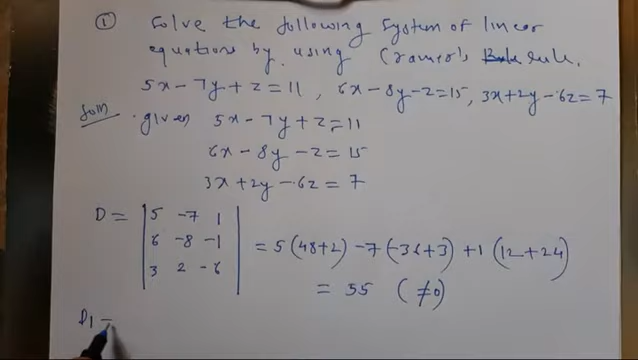 ① Solve the following system of linear
equations by using Cramer's rule.
5x - 7y + z = 11 , 6x - 8y - z = 15 , 3x + 2y - 6z = 7
Soln given 5x - 7y + z = 11
6x - 8y - z = 15
3x + 2y - 6z = 7
D = | 5 -7 1 |
| 6 -8 -1 | = 5(48+2) - 7(-36+3) + 1(12+24)
| 3 2 -6 |
= 55 (≠0)
D1 =